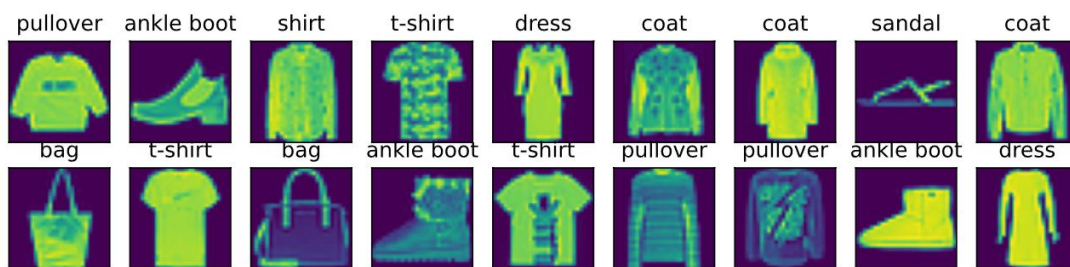 pullover ankle boot shirt t-shirt dress coat coat sandal coat
bag t-shirt bag ankle boot t-shirt pullover pullover ankle boot dress